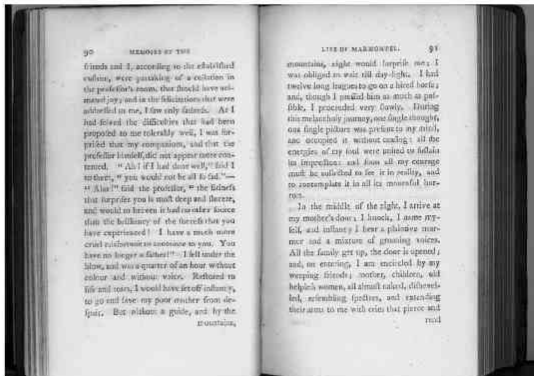 90 MEMOIRS OF THE
friends and I, according to the established
custom, were partaking of a collation in
the professor's room, that should have ani-
mated joy; and in the felicitations that were
addressed to me, I saw only sadness. As I
had solved the difficulties that had been
proposed to me tolerably well, I was sur-
prised that my companions, and that the
professor himself, did not appear more con-
tented. “Ah! if I had done well,” said I
to them, “you would not be all so sad.”—
“Alas!” said the professor, “the sadness
that surprises you is most deep and sincere,
and would to heaven it had no other source
than the brilliancy of the success that you
have experienced! I have a much more
cruel misfortune to announce to you. You
have no longer a father!” I fell under the
blow, and was a quarter of an hour without
colour and without voice. Restored to
life and tears, I would have set off instantly,
to go and save my poor mother from de-
spair. But without a guide, and by the
mountains,
LIFE OF MARMONTEL. 91
mountains, night would surprise me; I
was obliged to wait till day-light. I had
twelve long leagues to go on a hired horse;
and, though I pressed him as much as pos-
sible, I proceeded very slowly. During
this melancholy journey, one single thought,
one single picture was present to my mind,
and occupied it without ceasing; all the
energies of my soul were united to sustain
its impression: and soon all my courage
must be collected to see it in reality, and
to contemplate it in all its mournful hor-
rors.
In the middle of the night, I arrive at
my mother's door; I knock, I name my-
self, and instantly I hear a plaintive mur-
mur and a mixture of groaning voices.
All the family get up, the door is opened;
and, on entering, I am encircled by my
weeping friends; mother, children, old
helpless women, all almost naked, dishevel-
led, resembling spectres, and extending
their arms to me with cries that pierce and
rend